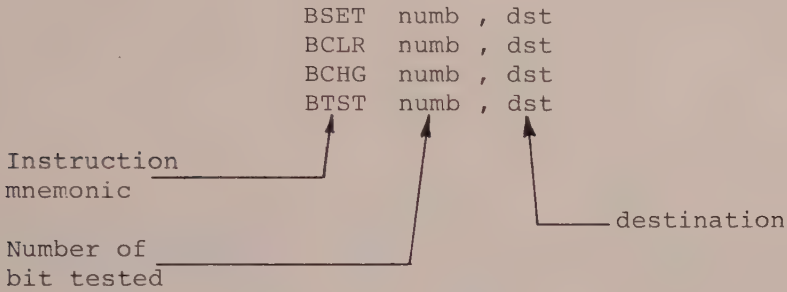 BSET numb , dst
BCLR numb , dst
BCHG numb , dst
BTST numb , dst
Instruction
mnemonic
destination
Number of
bit tested